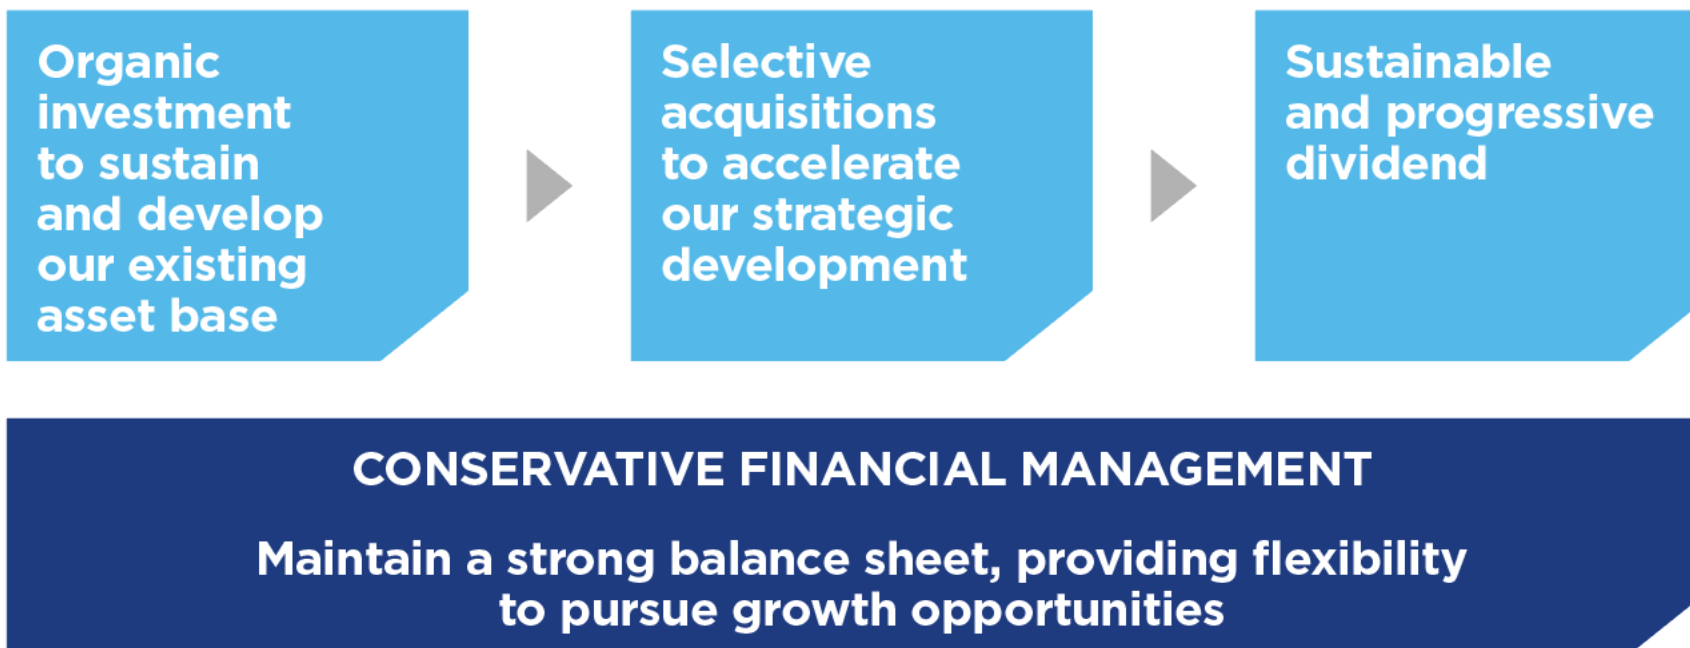 Organic
investment
to sustain
and develop
our existing
asset base
Selective
acquisitions
to accelerate
our strategic
development
Sustainable
and progressive
dividend
CONSERVATIVE FINANCIAL MANAGEMENT
Maintain a strong balance sheet, providing flexibility
to pursue growth opportunities